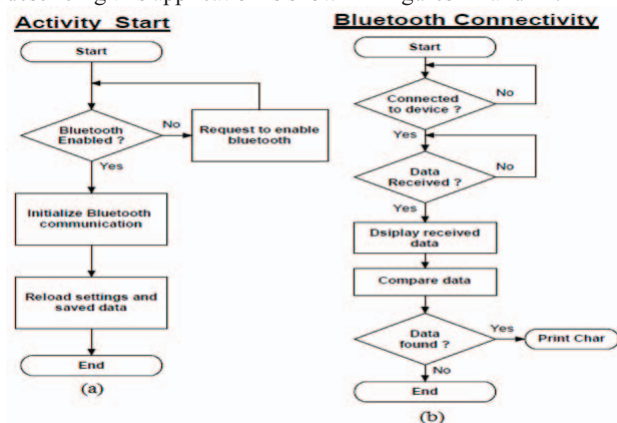 Activity Start
Start
Bluetooth
Enabled ?
No
Request to enable
bluetooth
Yes
Initialize Bluetooth
communication
Reload settings and
saved data
End
(a)
Bluetooth Connectivity
Start
Connected
to device ?
No
Yes
Data
Received ?
No
Yes
Dsiplay received
data
Compare data
Data
found ?
Yes
Print Char
No
End
(b)